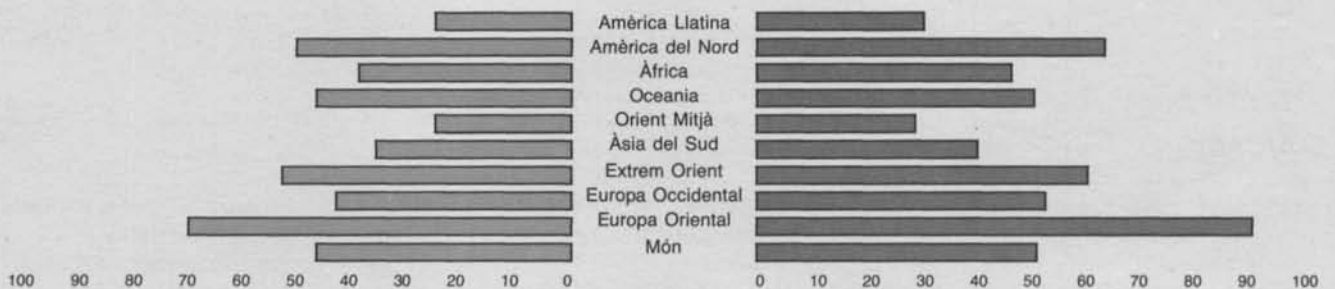 Amèrica Llatina
Amèrica del Nord
Àfrica
Oceania
Orient Mitjà
Àsia del Sud
Extrem Orient
Europa Occidental
Europa Oriental
Món
100 90 80 70 60 50 40 30 20 10 0 0 10 20 30 40 50 60 70 80 90 100